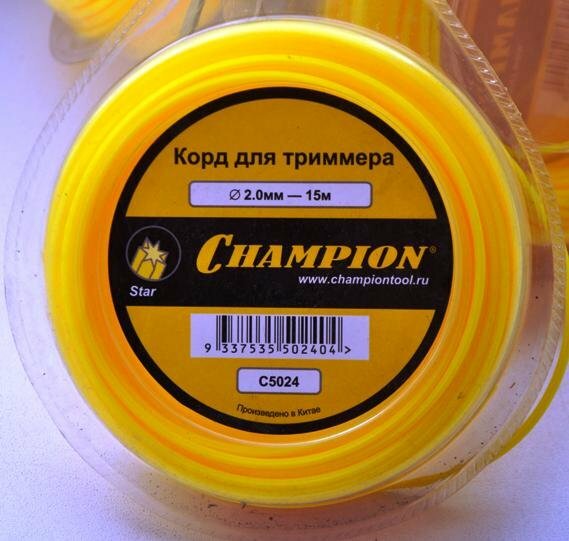 Корд для триммера
Ø 2.0мм — 15м
CHAMPION®
www.championtool.ru
Star
9 337535 502404 >
C5024
Произведено в Китае